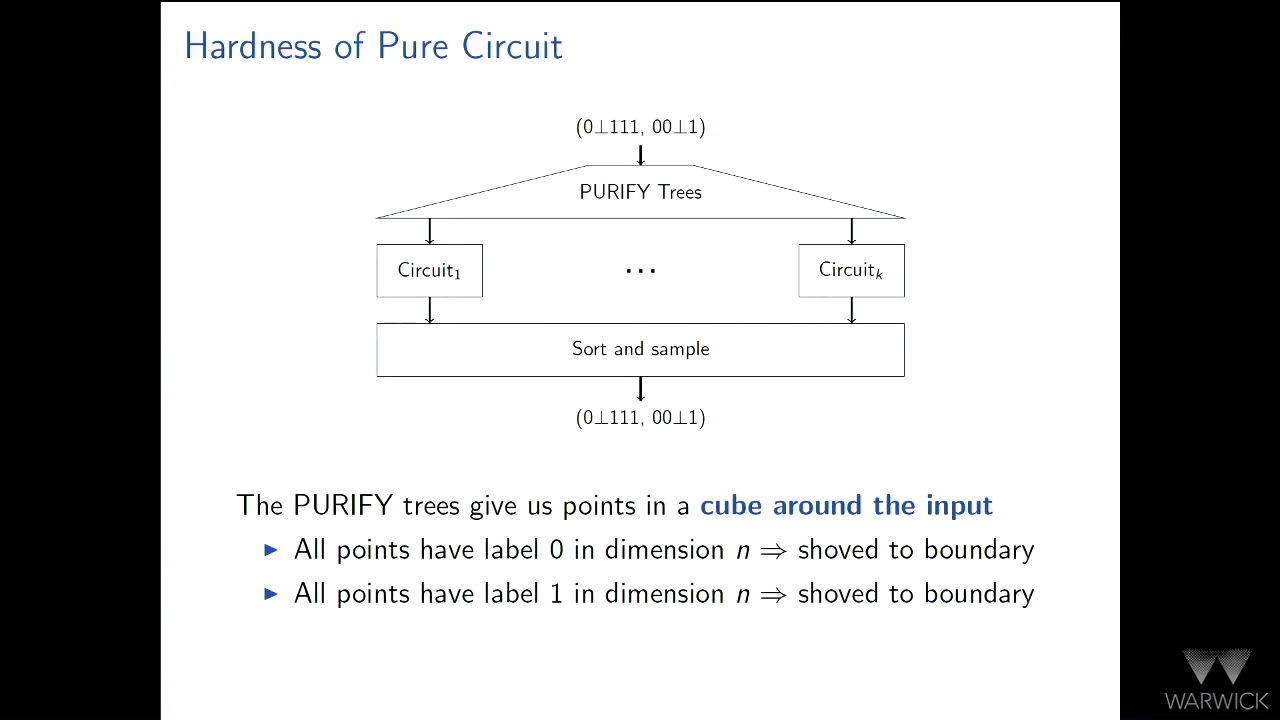 Hardness of Pure Circuit
(0⊥111, 00⊥1)
PURIFY Trees
Circuit₁ ... Circuitₖ
Sort and sample
(0⊥111, 00⊥1)
The PURIFY trees give us points in a cube around the input
▶ All points have label 0 in dimension n ⇒ shoved to boundary
▶ All points have label 1 in dimension n ⇒ shoved to boundary
WARWICK